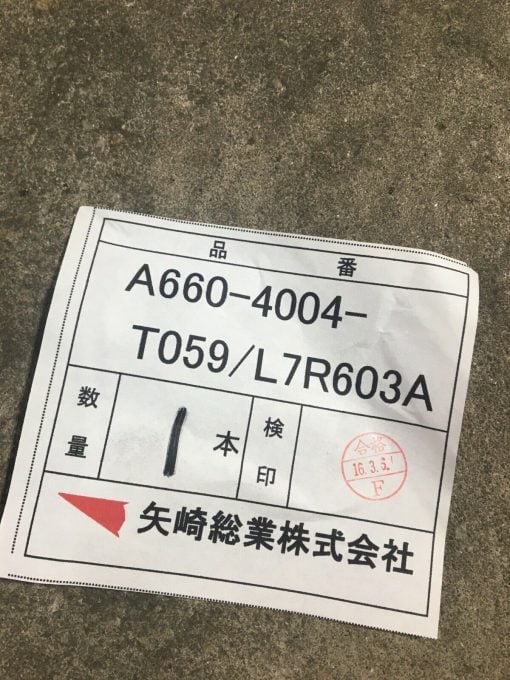 品番
A660-4004-
T059/L7R603A
数量
1本
検印
合格
16.3.6.
F
矢崎総業株式会社